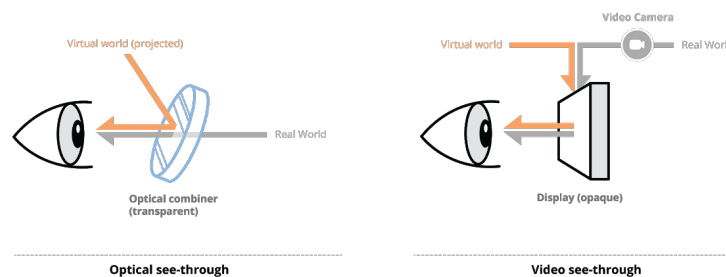 Virtual world (projected)
Real World
Optical combiner
(transparent)
Optical see-through
Video Camera
Virtual world
Real Worl
Display (opaque)
Video see-through